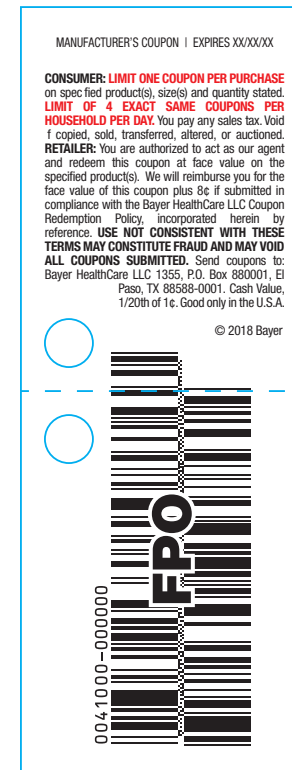 MANUFACTURER'S COUPON | EXPIRES XX/XX/XX
CONSUMER: LIMIT ONE COUPON PER PURCHASE
on spec fied product(s), size(s) and quantity stated.
LIMIT OF 4 EXACT SAME COUPONS PER
HOUSEHOLD PER DAY. You pay any sales tax. Void
f copied, sold, transferred, altered, or auctioned.
RETAILER: You are authorized to act as our agent
and redeem this coupon at face value on the
specified product(s). We will reimburse you for the
face value of this coupon plus 8¢ if submitted in
compliance with the Bayer HealthCare LLC Coupon
Redemption Policy, incorporated herein by
reference. USE NOT CONSISTENT WITH THESE
TERMS MAY CONSTITUTE FRAUD AND MAY VOID
ALL COUPONS SUBMITTED. Send coupons to:
Bayer HealthCare LLC 1355, P.O. Box 880001, El
Paso, TX 88588-0001. Cash Value,
1/20th of 1¢. Good only in the U.S.A.
© 2018 Bayer
FPO
0041000-000000